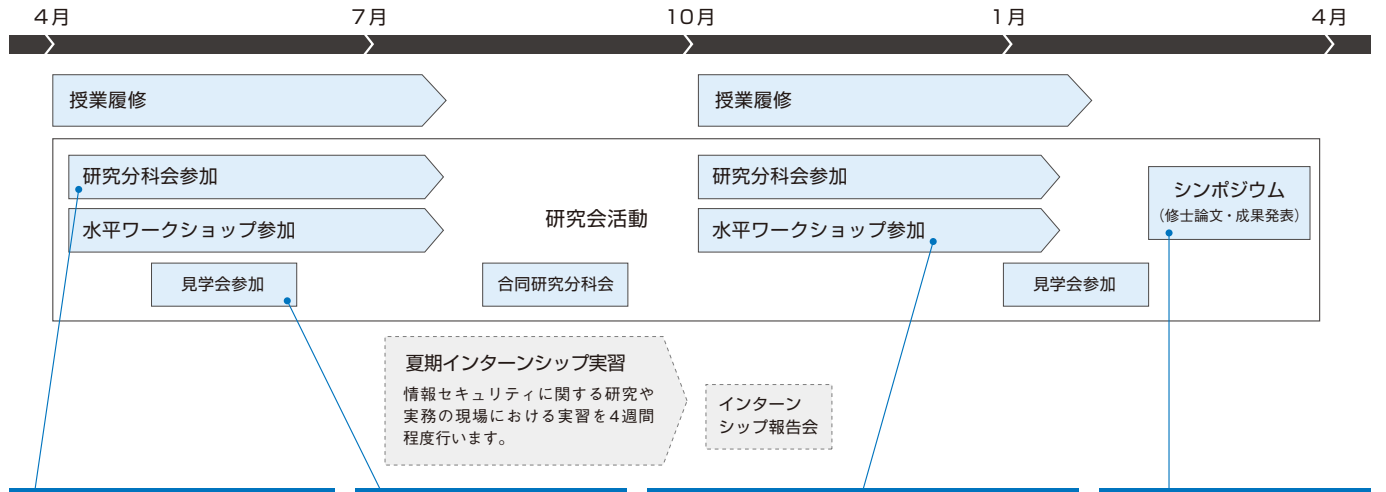 4月
7月
10月
1月
4月
授業履修
授業履修
研究分科会参加
水平ワークショップ参加
見学会参加
研究会活動
合同研究分科会
研究分科会参加
水平ワークショップ参加
見学会参加
シンポジウム
（修士論文・成果発表）
夏期インターンシップ実習
情報セキュリティに関する研究や
実務の現場における実習を4週間
程度行います。
インターン
シップ報告会